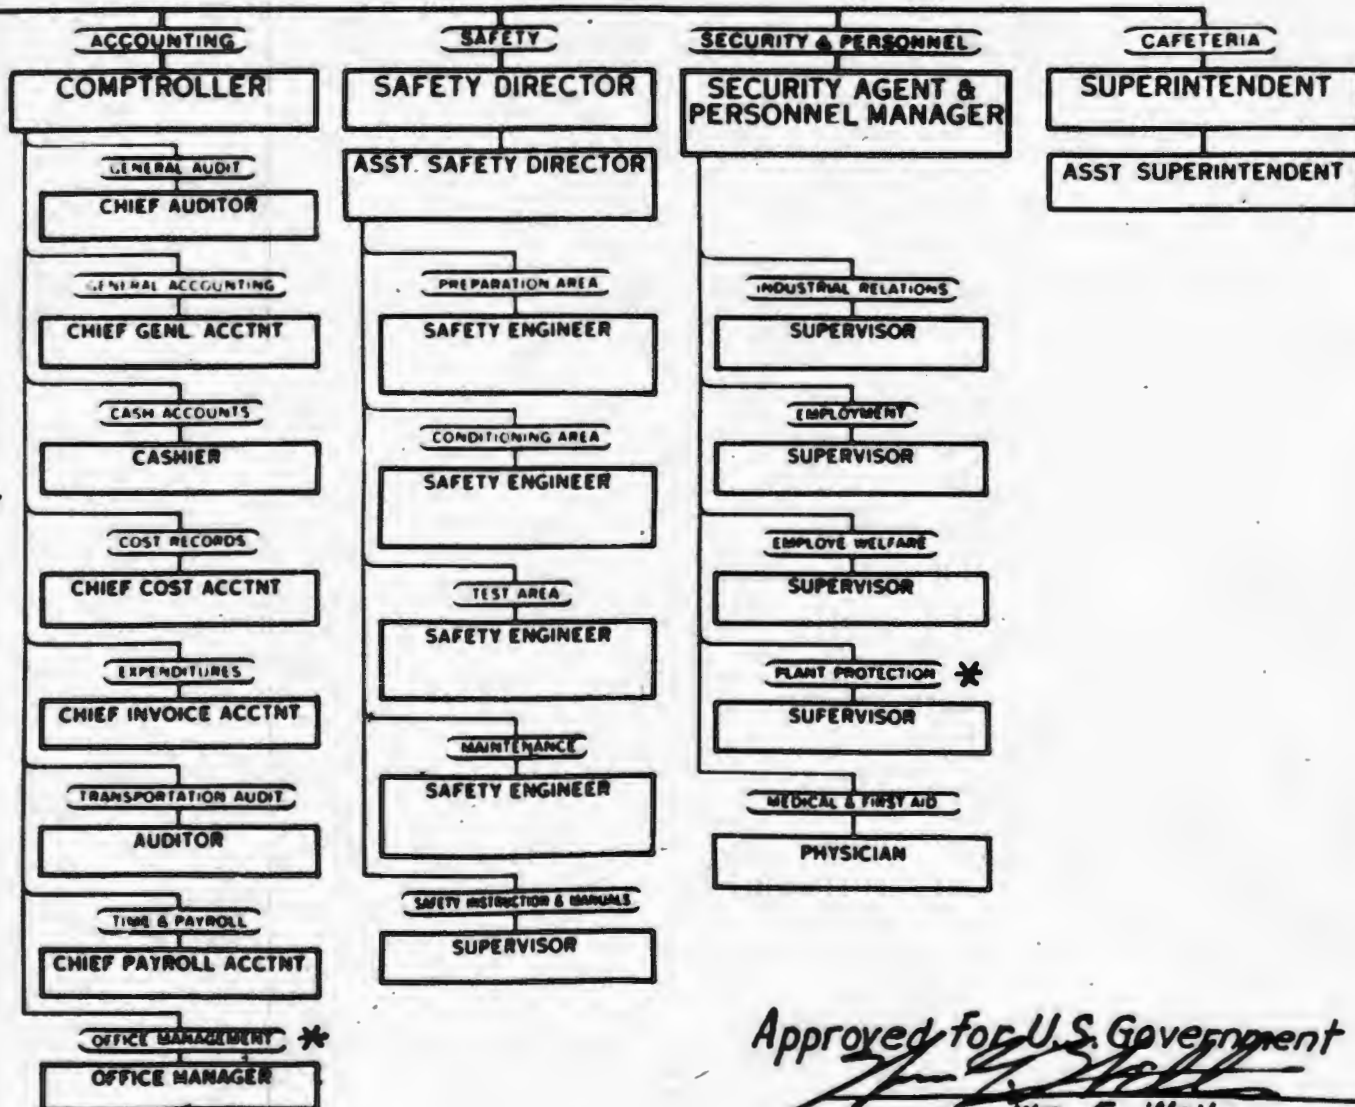 ACCOUNTING
COMPTROLLER
GENERAL AUDIT
CHIEF AUDITOR
GENERAL ACCOUNTING
CHIEF GENL ACCTNT
CASH ACCOUNTS
CASHIER
COST RECORDS
CHIEF COST ACCTNT
EXPENDITURES
CHIEF INVOICE ACCTNT
TRANSPORTATION AUDIT
AUDITOR
TIME & PAYROLL
CHIEF PAYROLL ACCTNT
OFFICE MANAGEMENT *
OFFICE MANAGER
SAFETY
SAFETY DIRECTOR
ASST. SAFETY DIRECTOR
PREPARATION AREA
SAFETY ENGINEER
CONDITIONING AREA
SAFETY ENGINEER
TEST AREA
SAFETY ENGINEER
MAINTENANCE
SAFETY ENGINEER
SAFETY INSTRUCTION & MANUALS
SUPERVISOR
SECURITY & PERSONNEL
SECURITY AGENT &
PERSONNEL MANAGER
INDUSTRIAL RELATIONS
SUPERVISOR
EMPLOYMENT
SUPERVISOR
EMPLOYE WELFARE
SUPERVISOR
PLANT PROTECTION *
SUPERVISOR
MEDICAL & FIRST AID
PHYSICIAN
CAFETERIA
SUPERINTENDENT
ASST SUPERINTENDENT
Approved for U.S. Government